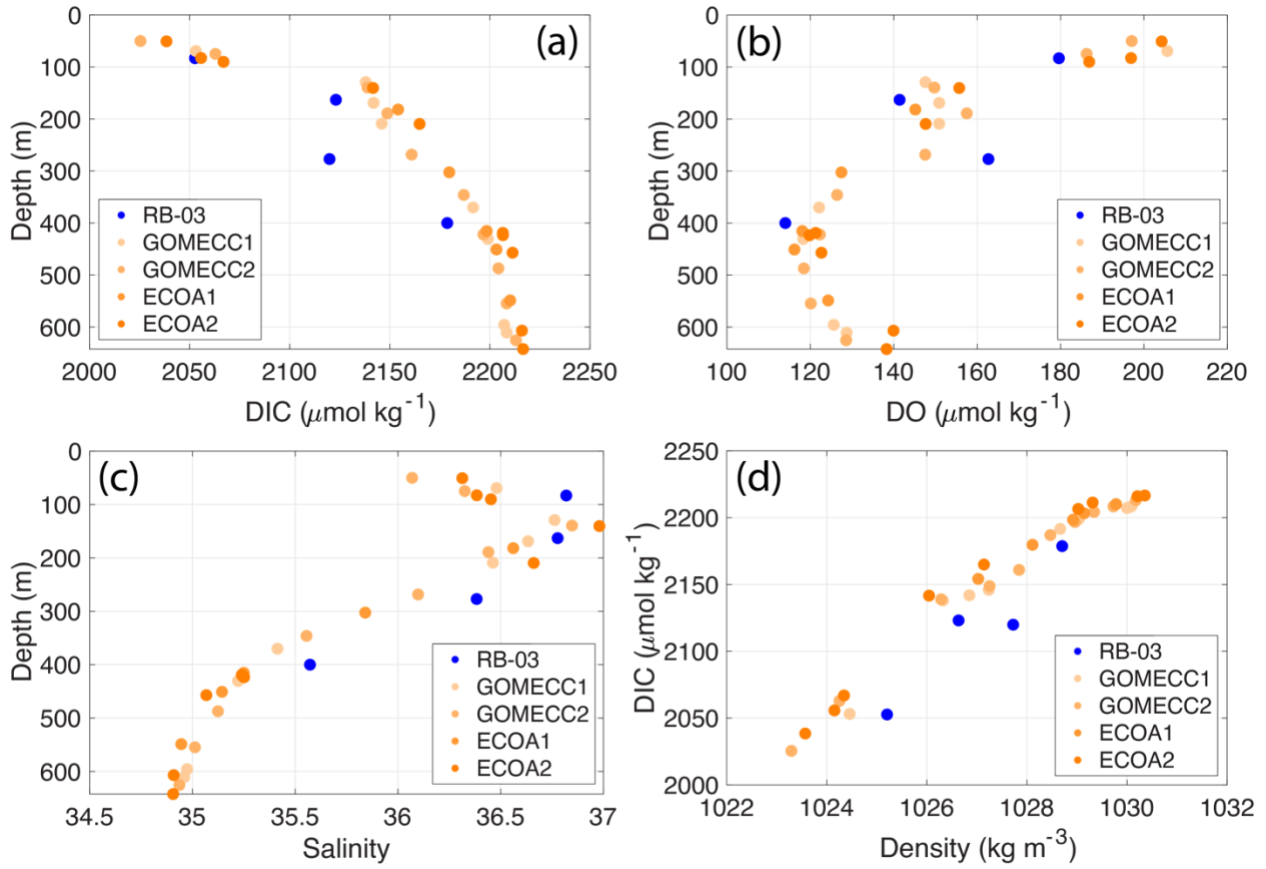 (a)
0
100
200
300
400
500
600
Depth (m)
RB-03
GOMECC1
GOMECC2
ECOA1
ECOA2
2000 2050 2100 2150 2200 2250
DIC (μmol kg⁻¹)
(b)
0
100
200
300
400
500
600
Depth (m)
RB-03
GOMECC1
GOMECC2
ECOA1
ECOA2
100 120 140 160 180 200 220
DO (μmol kg⁻¹)
(c)
0
100
200
300
400
500
600
Depth (m)
RB-03
GOMECC1
GOMECC2
ECOA1
ECOA2
34.5 35 35.5 36 36.5 37
Salinity
(d)
2250
2200
2150
2100
2050
2000
DIC (μmol kg⁻¹)
RB-03
GOMECC1
GOMECC2
ECOA1
ECOA2
1022 1024 1026 1028 1030 1032
Density (kg m⁻³)